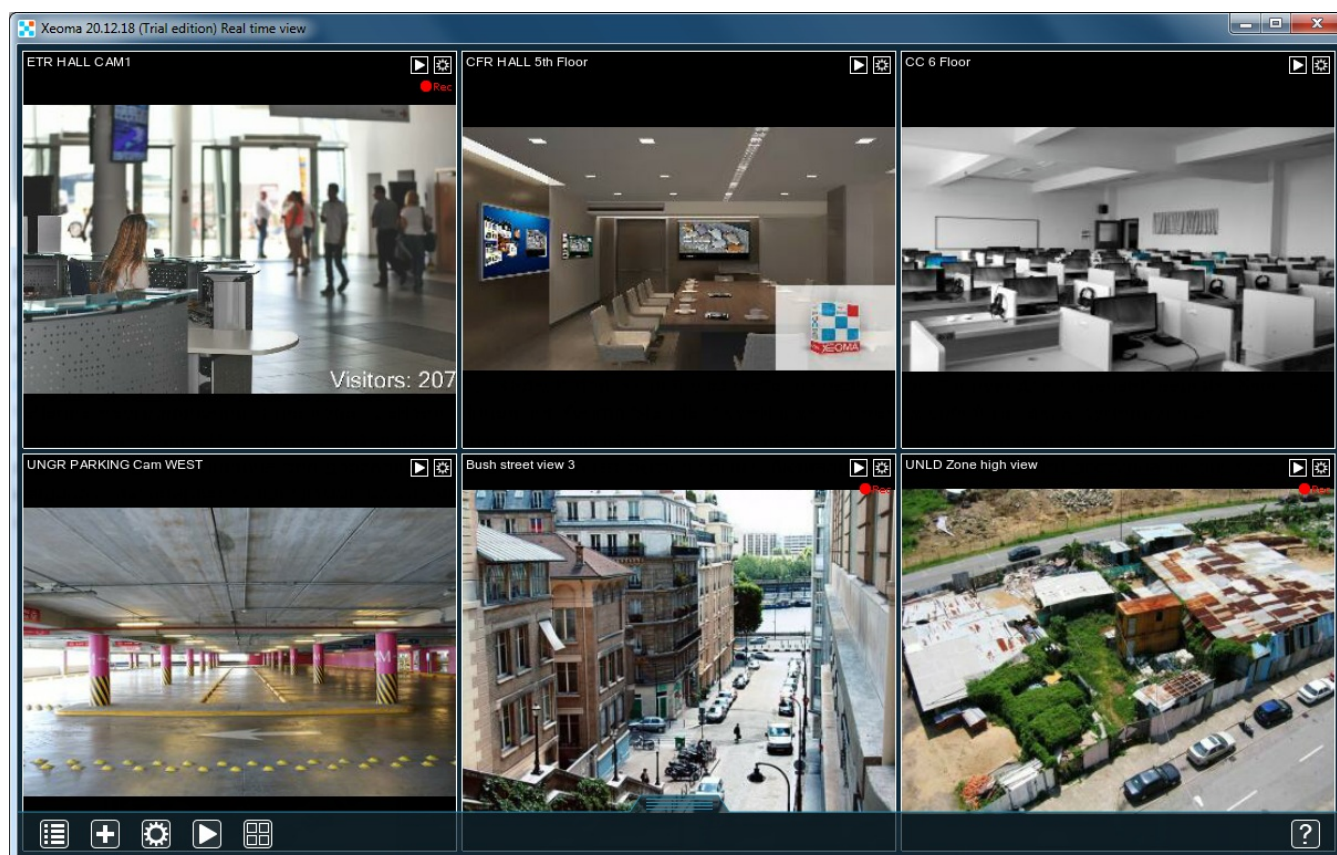 Xeoma 20.12.18 (Trial edition) Real time view
ETR HALL CAM1
Rec
CFR HALL 5th Floor
CC 6 Floor
Visitors: 207
XEOMA
UNGR PARKING Cam WEST
Bush street view 3
Rec
UNLD Zone high view
Rec
M
?